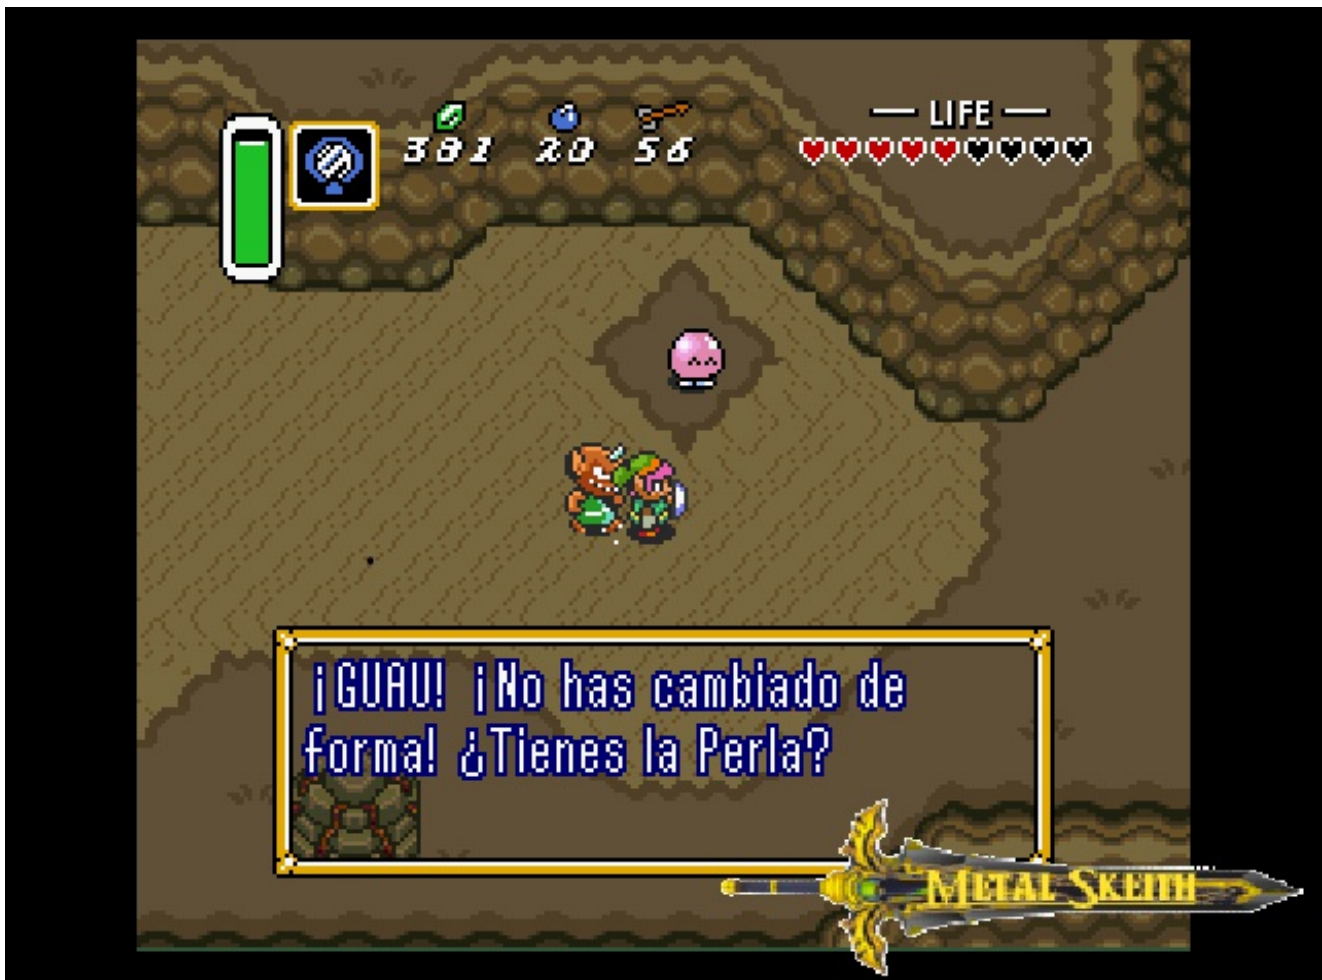 LIFE
381 20 56
¡GUAU! ¡No has cambiado de
forma! ¿Tienes la Perla?
METAL SKEITH